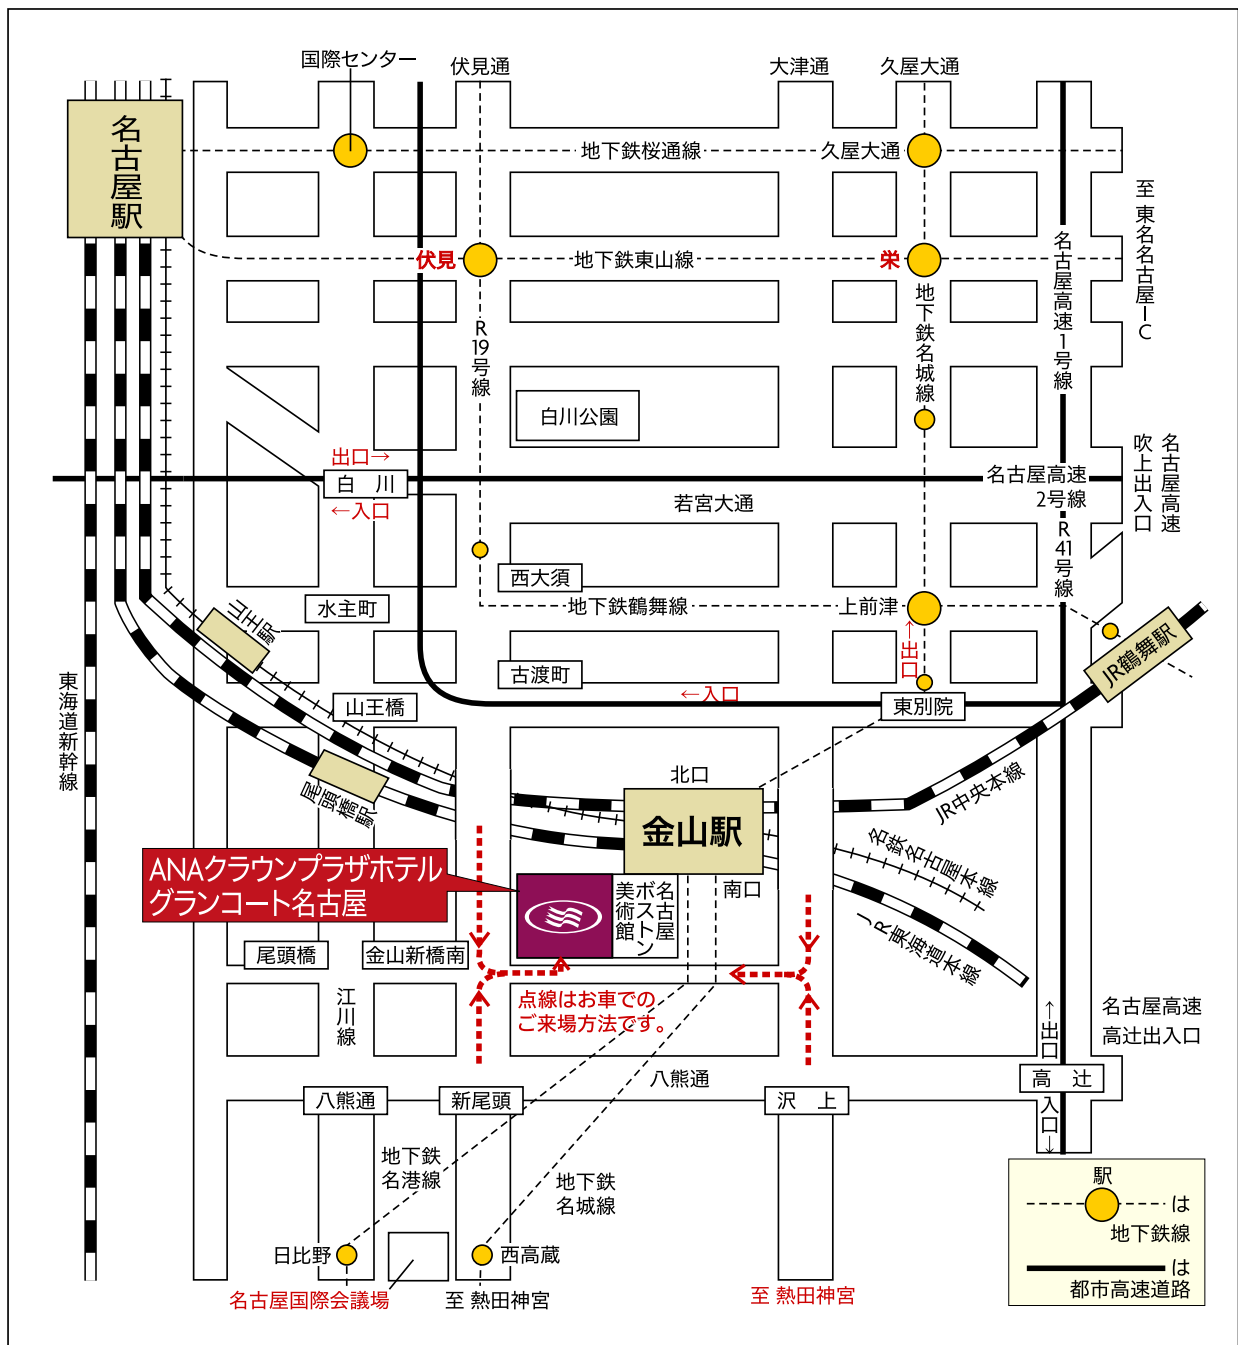 国際センター
伏見通
大津通
久屋大通
名古屋駅
地下鉄桜通線
久屋大通
至 東名名古屋IC
伏見
地下鉄東山線
栄
名古屋高速1号線
地下鉄名城線
R19号線
白川公園
出口→
白　川
←入口
名古屋高速
2号線
名古屋高速
吹上出入口
若宮大通
R41号線
西大須
水主町
山王駅
地下鉄鶴舞線
上前津
←出口
JR鶴舞駅
古渡町
東海道新幹線
山王橋
←入口
東別院
尾頭橋駅
北口
金山駅
JR中央本線
名鉄名古屋本線
JR東海道本線
ANAクラウンプラザホテル
グランコート名古屋
名古屋
ボストン
美術館
南口
尾頭橋
金山新橋南
江川線
点線はお車での
ご来場方法です。
名古屋高速
高辻出入口
←出口
高　辻
入口→
八熊通
八熊通
新尾頭
沢　上
地下鉄
名港線
地下鉄
名城線
日比野
西高蔵
名古屋国際会議場
至 熱田神宮
至 熱田神宮
駅
は
地下鉄線
は
都市高速道路